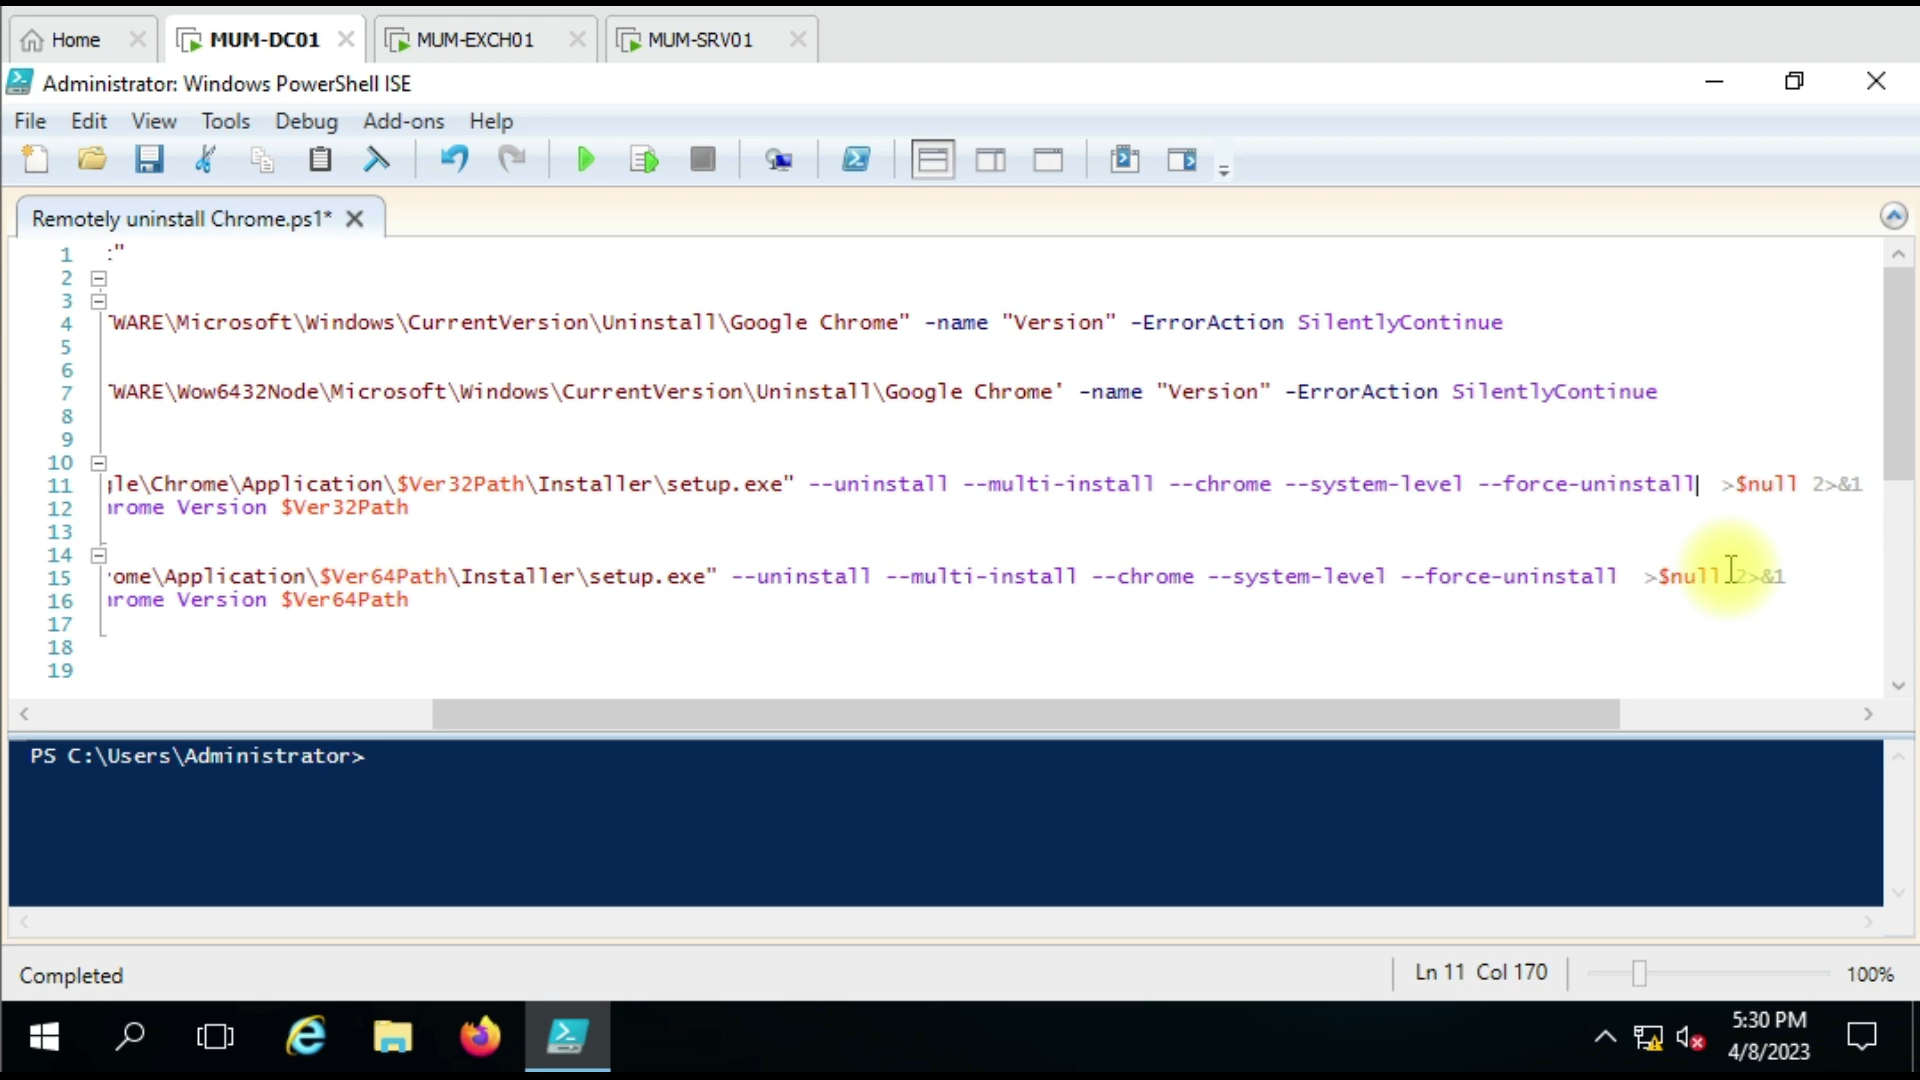 Home
MUM-DC01
MUM-EXCH01
MUM-SRV01
Administrator: Windows PowerShell ISE
File Edit View Tools Debug Add-ons Help
Remotely uninstall Chrome.ps1*
1 :"
2
3
4 WARE\Microsoft\Windows\CurrentVersion\Uninstall\Google Chrome" -name "Version" -ErrorAction SilentlyContinue
5
6
7 WARE\Wow6432Node\Microsoft\Windows\CurrentVersion\Uninstall\Google Chrome' -name "Version" -ErrorAction SilentlyContinue
8
9
10
11 gle\Chrome\Application\$Ver32Path\Installer\setup.exe" --uninstall --multi-install --chrome --system-level --force-uninstall >$null 2>&1
12 hrome Version $Ver32Path
13
14
15 ome\Application\$Ver64Path\Installer\setup.exe" --uninstall --multi-install --chrome --system-level --force-uninstall >$null 2>&1
16 hrome Version $Ver64Path
17
18
19
PS C:\Users\Administrator>
Completed
Ln 11 Col 170
100%
5:30 PM
4/8/2023